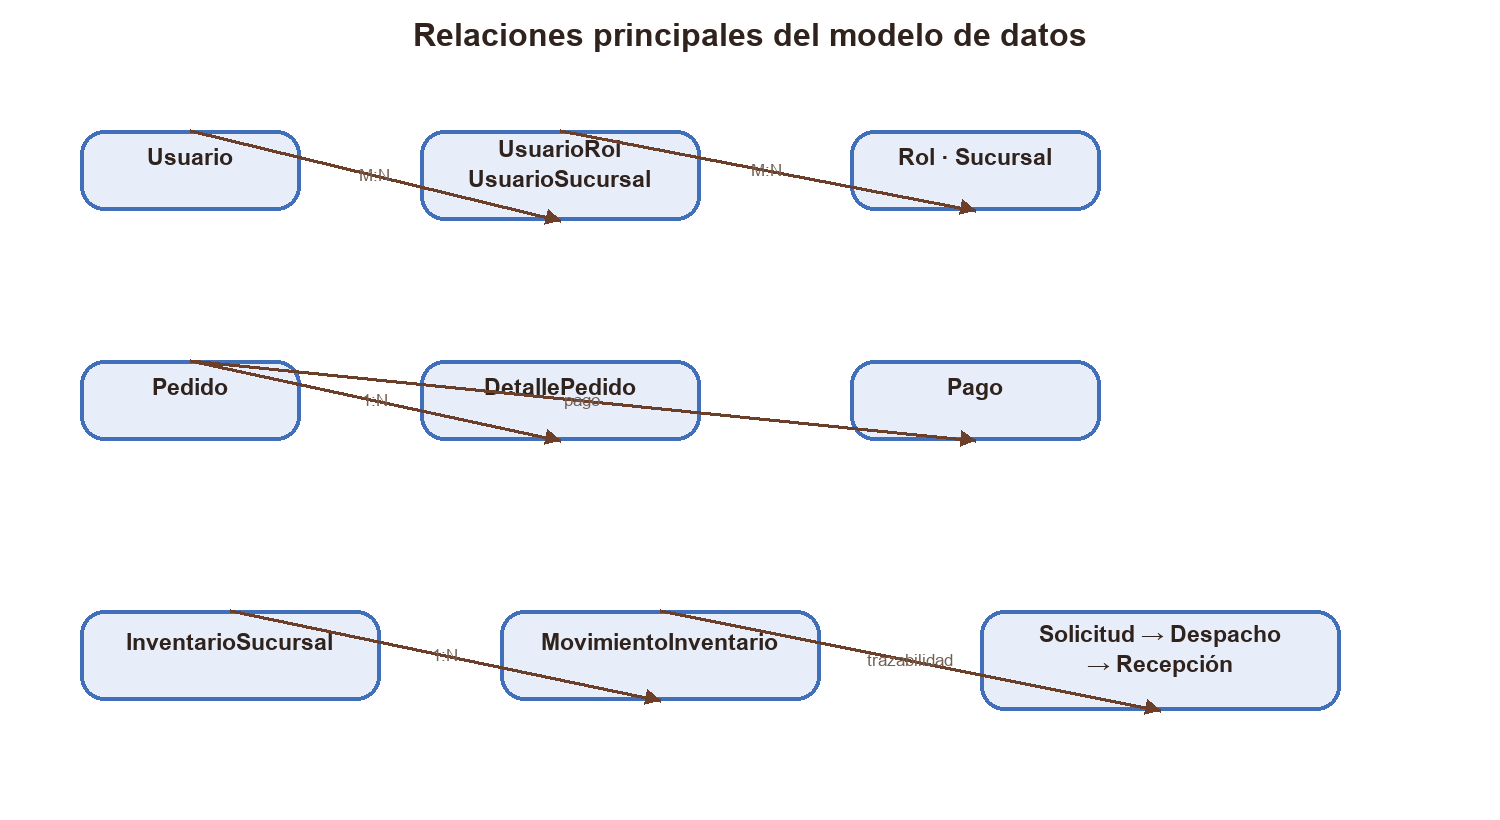 Relaciones principales del modelo de datos
Usuario
M:N
UsuarioRol
UsuarioSucursal
M:N
Rol · Sucursal
Pedido
1:N
DetallePedido
pago
Pago
InventarioSucursal
1:N
MovimientoInventario
trazabilidad
Solicitud → Despacho
→ Recepción